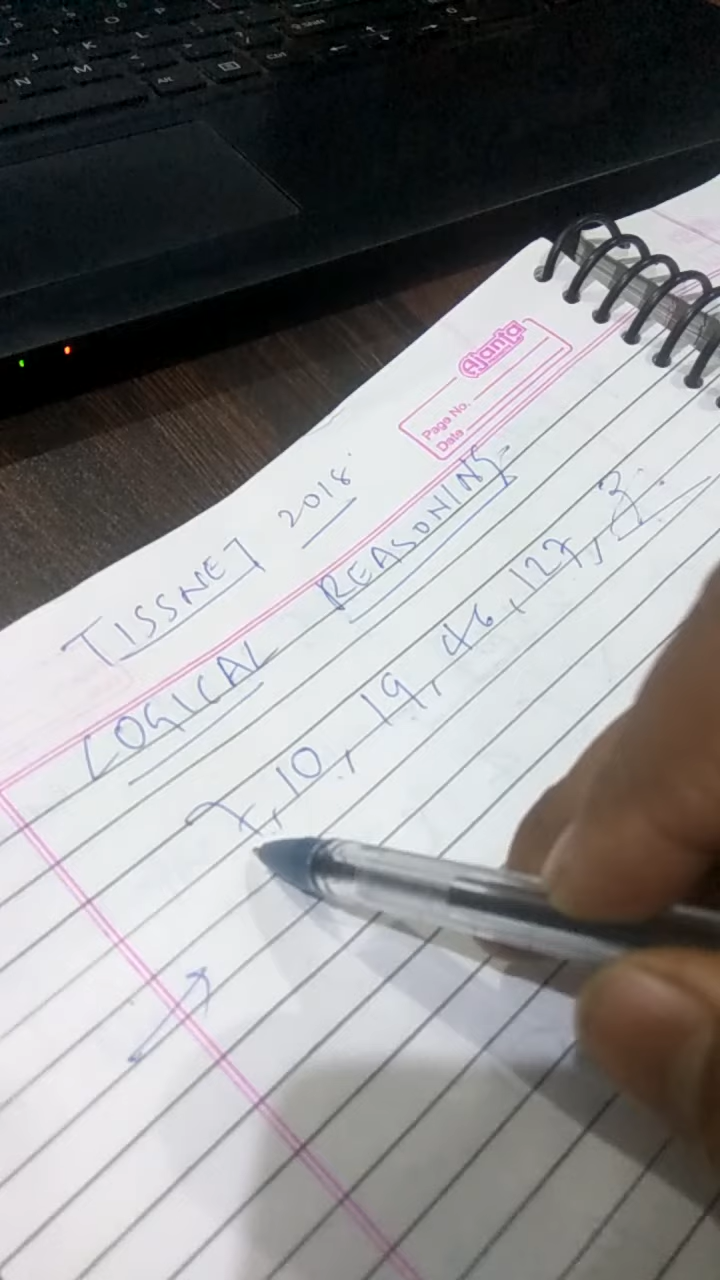 Ajanta
Page No.
Date
TISSNET 2018
LOGICAL REASONING
7, 10, 19, 46, 127, ?